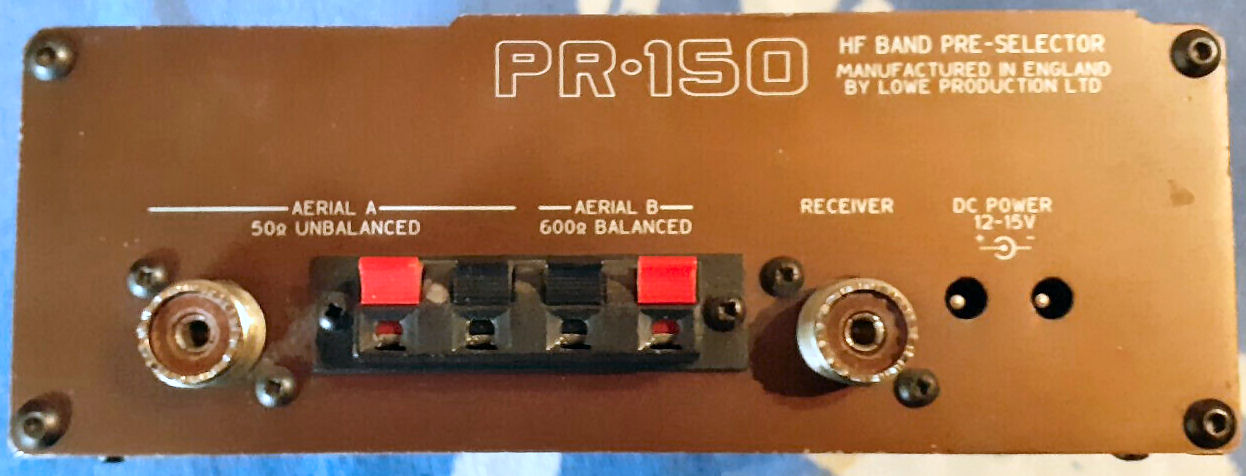 PR·150
HF BAND PRE-SELECTOR
MANUFACTURED IN ENGLAND
BY LOWE PRODUCTION LTD
AERIAL A
50Ω UNBALANCED
AERIAL B
600Ω BALANCED
RECEIVER
DC POWER
12-15V
+ -